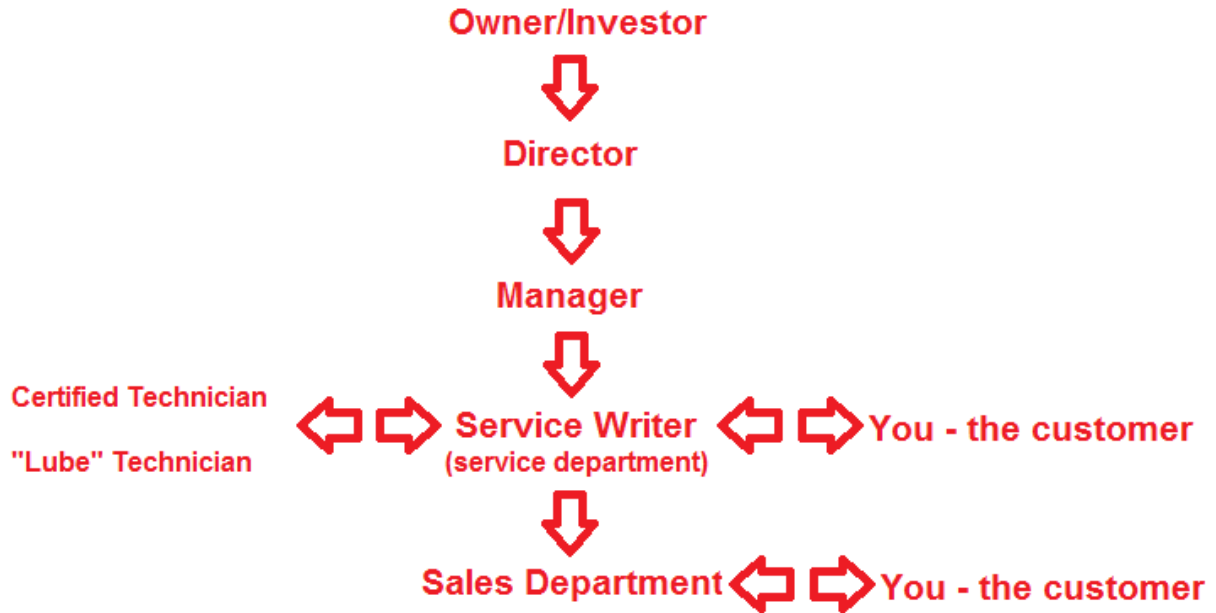 Owner/Investor
Director
Manager
Certified Technician
"Lube" Technician
Service Writer
(service department)
You - the customer
Sales Department
You - the customer